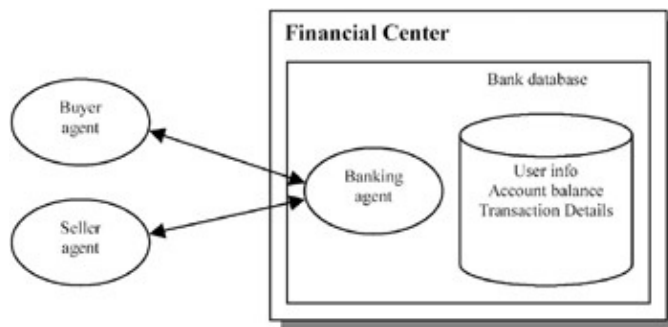 Financial Center
Bank database
Buyer
agent
Banking
agent
User info
Account balance
Transaction Details
Seller
agent